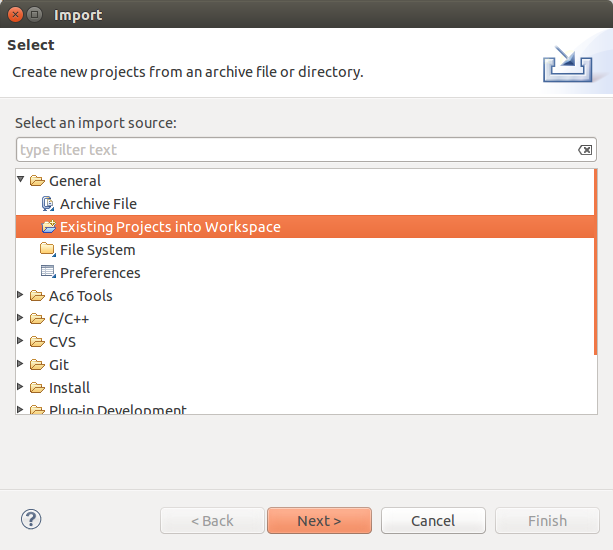 Import
Select
Create new projects from an archive file or directory.
Select an import source:
type filter text
General
Archive File
Existing Projects into Workspace
File System
Preferences
Ac6 Tools
C/C++
CVS
Git
Install
Plug-in Development
?
< Back
Next >
Cancel
Finish